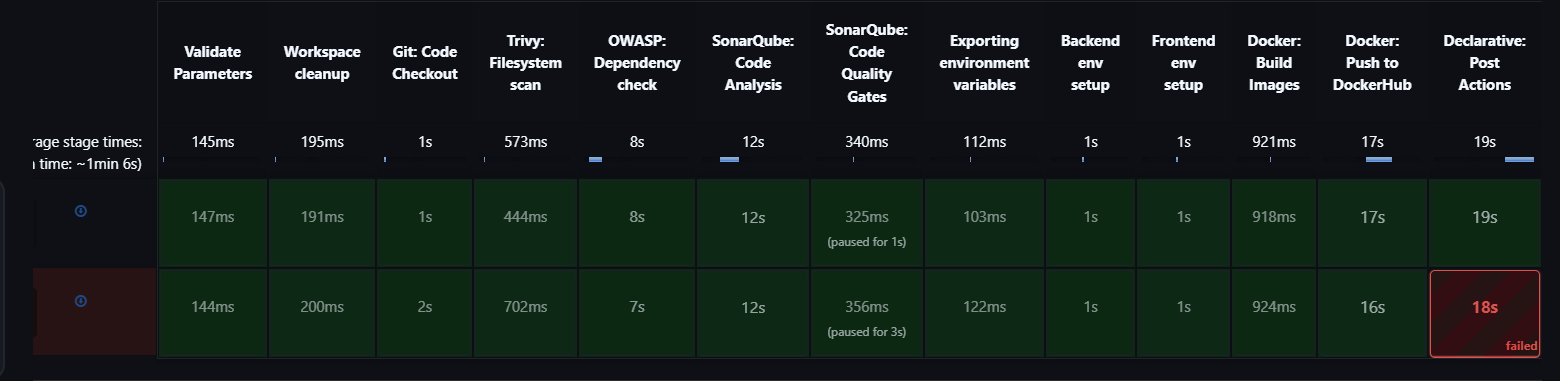 Validate Parameters
Workspace cleanup
Git: Code Checkout
Trivy: Filesystem scan
OWASP: Dependency check
SonarQube: Code Analysis
SonarQube: Code Quality Gates
Exporting environment variables
Backend env setup
Frontend env setup
Docker: Build Images
Docker: Push to DockerHub
Declarative: Post Actions
rage stage times: 145ms 195ms 1s 573ms 8s 12s 340ms 112ms 1s 1s 921ms 17s 19s
time: ~1min 6s)
147ms 191ms 1s 444ms 8s 12s 325ms 103ms 1s 1s 918ms 17s 19s
(paused for 1s)
144ms 200ms 2s 702ms 7s 12s 356ms 122ms 1s 1s 924ms 16s 18s
(paused for 3s)
failed